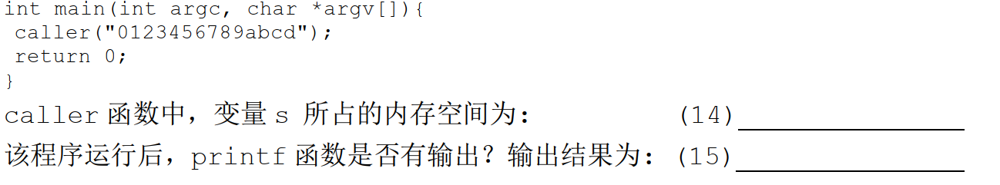 int main(int argc, char *argv[]){
 caller("0123456789abcd");
 return 0;
}
caller 函数中，变量 s 所占的内存空间为： (14)
该程序运行后，printf 函数是否有输出？输出结果为： (15)